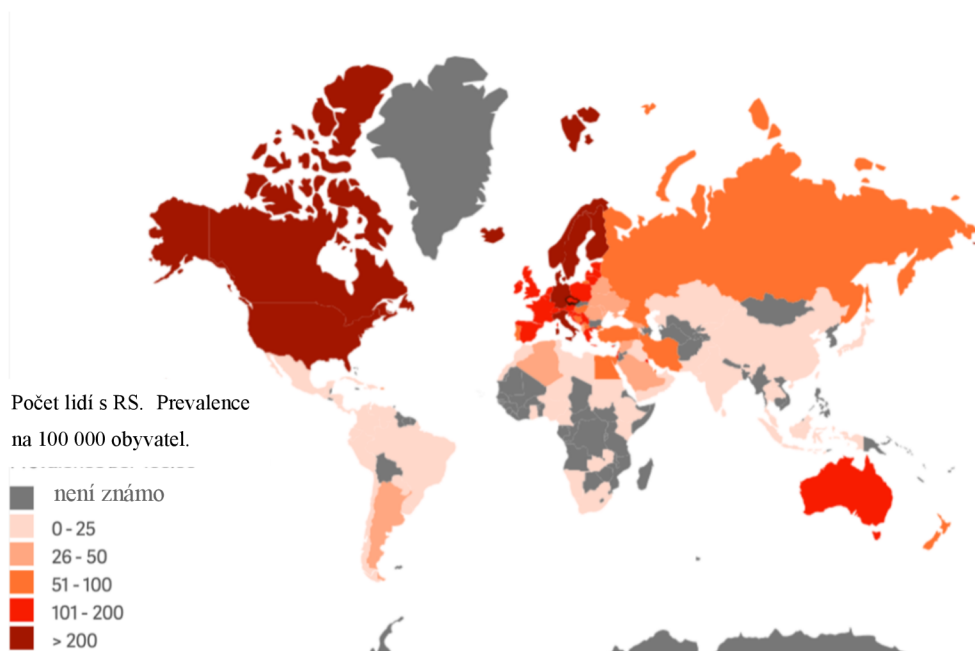 Počet lidí s RS. Prevalence
na 100 000 obyvatel.
není známo
0 - 25
26 - 50
51 - 100
101 - 200
> 200